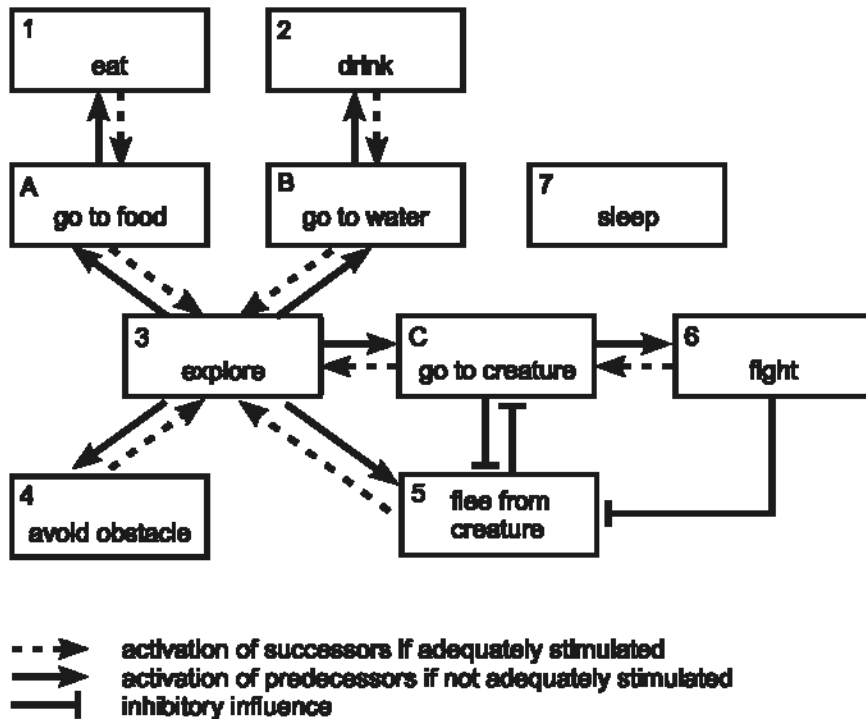 1
eat
2
drink
A
go to food
B
go to water
7
sleep
3
explore
C
go to creature
6
fight
4
avoid obstacle
5
flee from
creature
activation of successors if adequately stimulated
activation of predecessors if not adequately stimulated
inhibitory influence